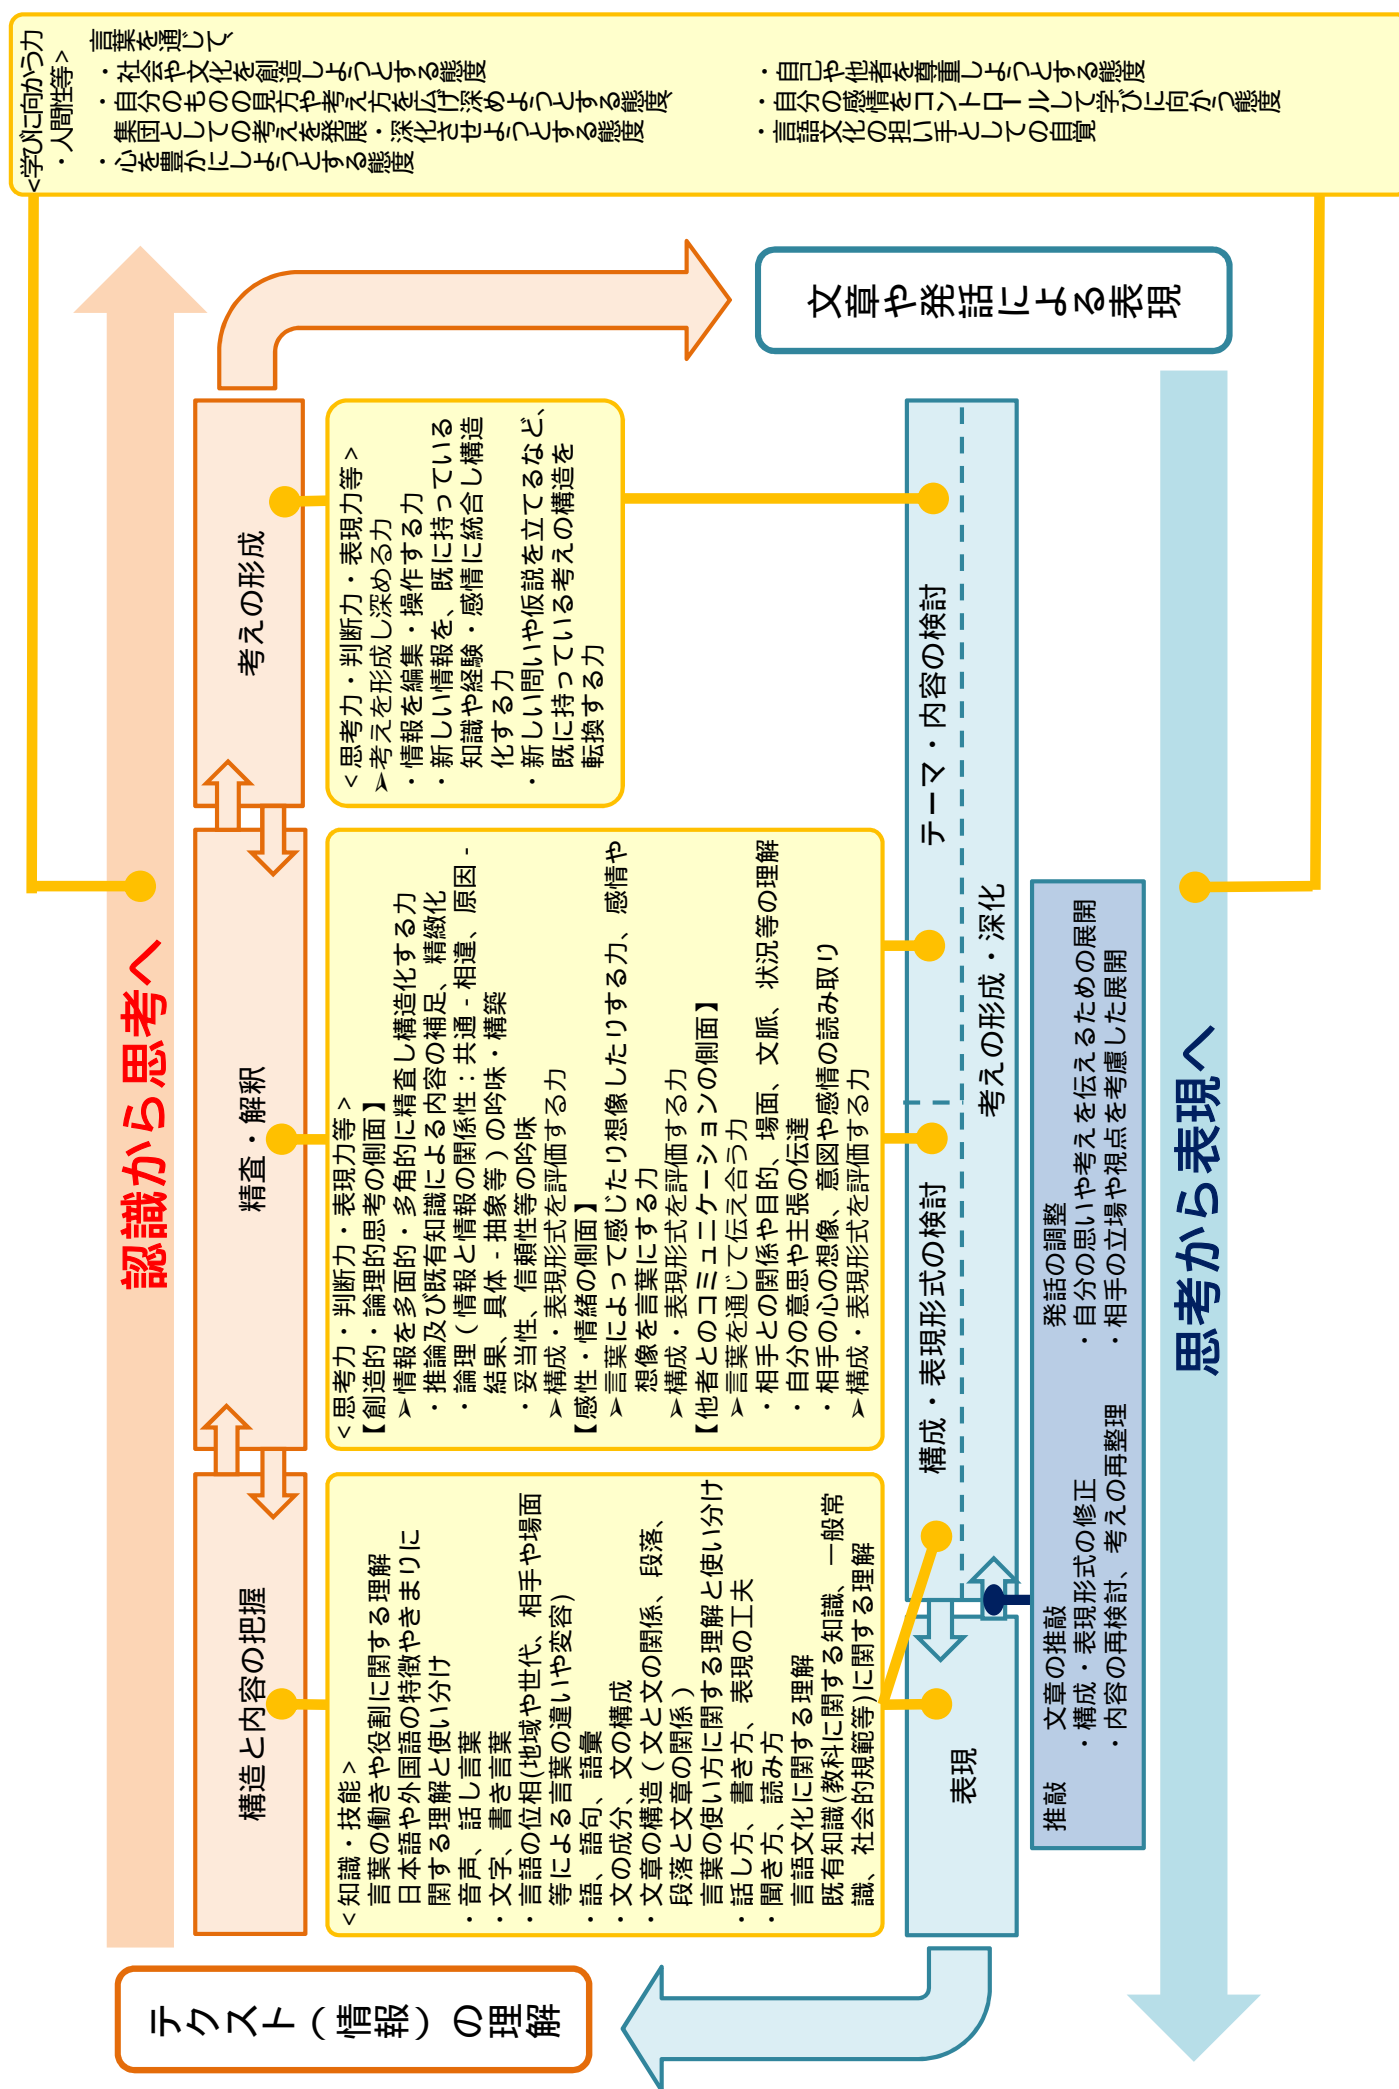 テクスト（情報）の理解
認識から思考へ
構造と内容の把握
精査・解釈
考えの形成
＜知識・技能＞
言葉の働きや役割に関する理解
日本語や外国語の特徴やきまりに
関する理解と使い分け
・音声、話し言葉
・文字、書き言葉
・言語の位相(地域や世代、相手や場面
等による言葉の違いや変容)
・語、語句、語彙
・文の成分、文の構成
・文章の構造（文と文の関係、段落、
段落と文章の関係）
言葉の使い方に関する理解と使い分け
・話し方、書き方、表現の工夫
・聞き方、読み方
言語文化に関する理解
既有知識(教科に関する知識、一般常
識、社会的規範等)に関する理解
＜思考力・判断力・表現力等＞
【創造的・論理的思考の側面】
➢情報を多面的・多角的に精査し構造化する力
・推論及び既有知識による内容の補足、精緻化
・論理（情報と情報の関係性：共通－相違、原因－
結果、具体－抽象等）の吟味・構築
・妥当性、信頼性等の吟味
➢構成・表現形式を評価する力
【感性・情緒の側面】
➢言葉によって感じたり想像したりする力、感情や
想像を言葉にする力
➢構成・表現形式を評価する力
【他者とのコミュニケーションの側面】
➢言葉を通じて伝え合う力
・相手との関係や目的、場面、文脈、状況等の理解
・自分の意思や主張の伝達
・相手の心の想像、意図や感情の読み取り
➢構成・表現形式を評価する力
＜思考力・判断力・表現力等＞
➢考えを形成し深める力
・情報を編集・操作する力
・新しい情報を、既に持っている
知識や経験・感情に統合し構造
化する力
・新しい問いや仮説を立てるなど、
既に持っている考えの構造を
転換する力
文章や発話による表現
表現
構成・表現形式の検討
テーマ・内容の検討
考えの形成・深化
推敲
文章の推敲
・構成・表現形式の修正
・内容の再検討、考えの再整理
発話の調整
・自分の思いや考えを伝えるための展開
・相手の立場や視点を考慮した展開
思考から表現へ
＜学びに向かう力
・人間性等＞
言葉を通じて、
・社会や文化を創造しようとする態度
・自分のものの見方や考え方を広げ深めようとする態度、
集団としての考えを発展・深化させようとする態度
・心を豊かにしようとする態度
・自己や他者を尊重しようとする態度
・自分の感情をコントロールして学びに向かう態度
・言語文化の担い手としての自覚